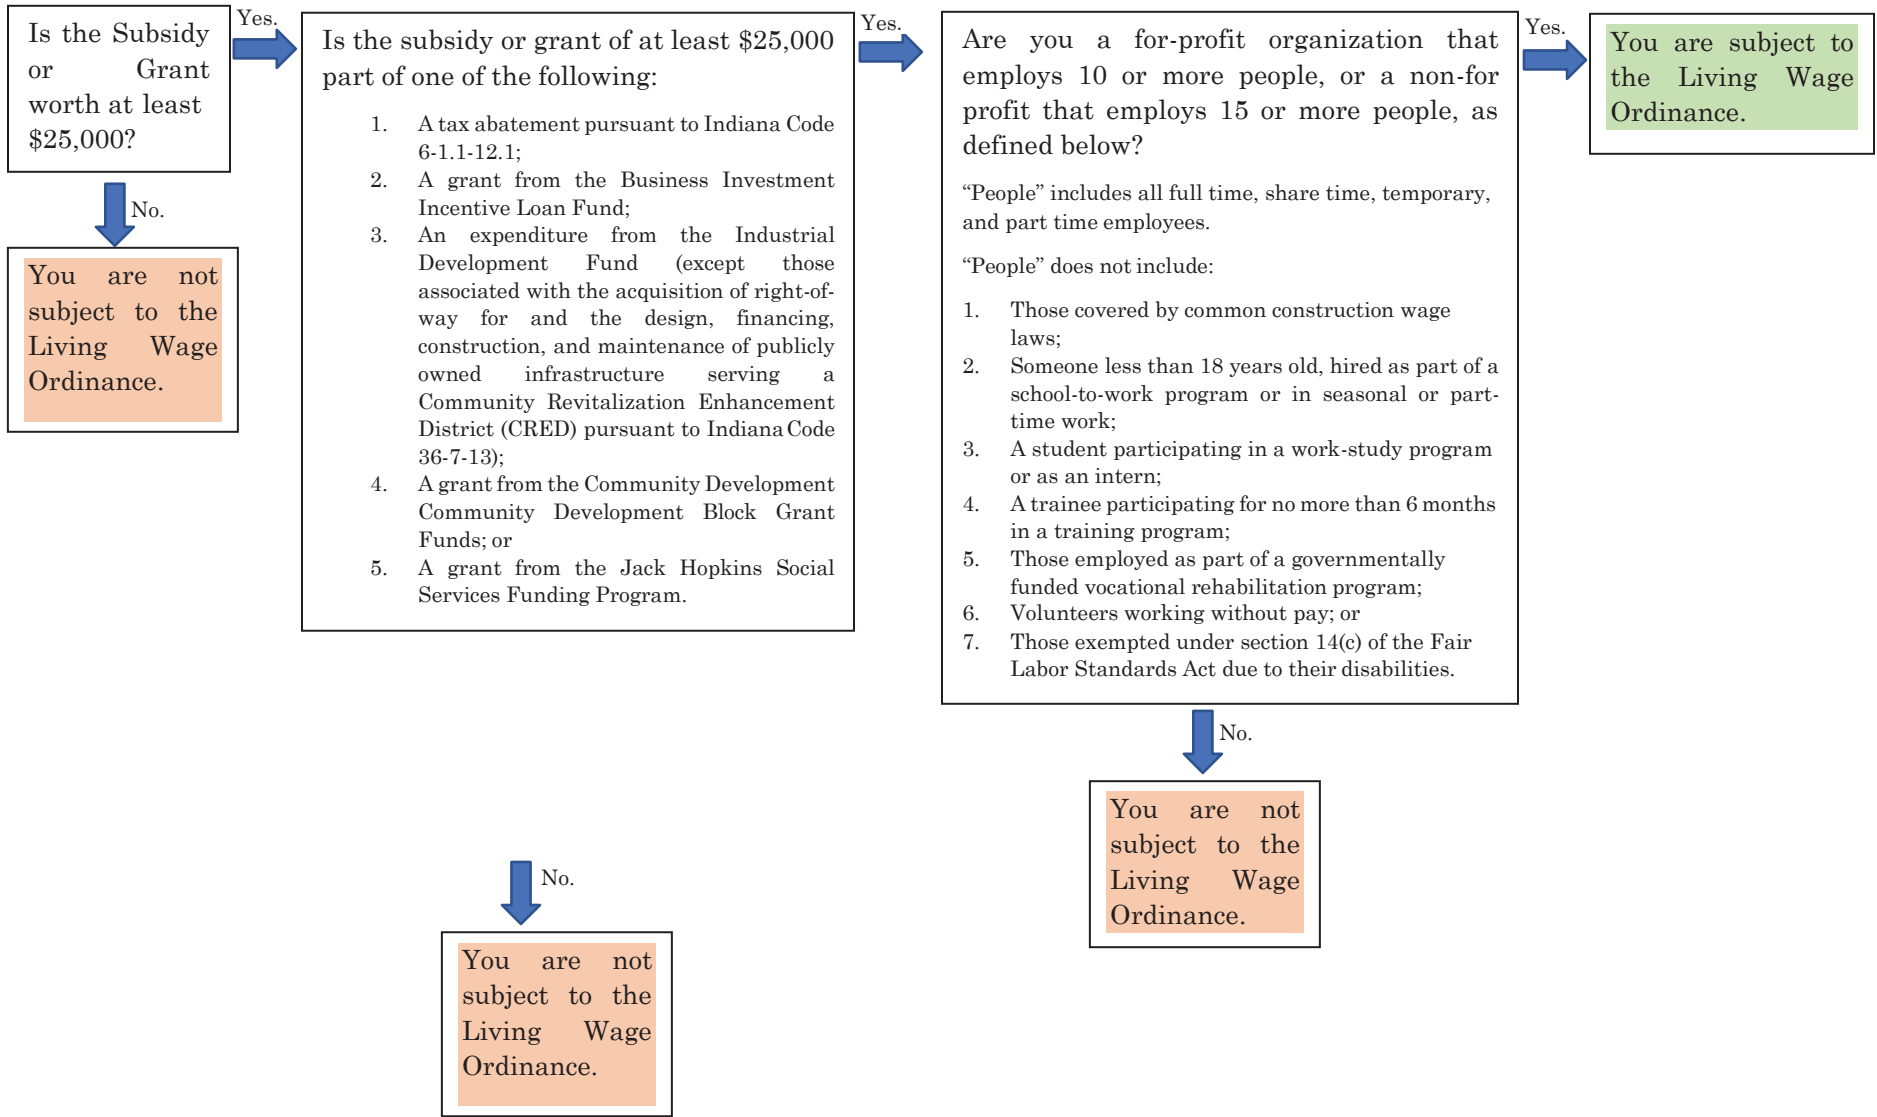 Is the Subsidy
or Grant
worth at least
$25,000?
Yes.
No.
You are not
subject to the
Living Wage
Ordinance.
Is the subsidy or grant of at least $25,000
part of one of the following:
1. A tax abatement pursuant to Indiana Code
6-1.1-12.1;
2. A grant from the Business Investment
Incentive Loan Fund;
3. An expenditure from the Industrial
Development Fund (except those
associated with the acquisition of right-of-
way for and the design, financing,
construction, and maintenance of publicly
owned infrastructure serving a
Community Revitalization Enhancement
District (CRED) pursuant to Indiana Code
36-7-13);
4. A grant from the Community Development
Community Development Block Grant
Funds; or
5. A grant from the Jack Hopkins Social
Services Funding Program.
Yes.
No.
You are not
subject to the
Living Wage
Ordinance.
Are you a for-profit organization that
employs 10 or more people, or a non-for
profit that employs 15 or more people, as
defined below?
“People” includes all full time, share time, temporary,
and part time employees.
“People” does not include:
1. Those covered by common construction wage
laws;
2. Someone less than 18 years old, hired as part of a
school-to-work program or in seasonal or part-
time work;
3. A student participating in a work-study program
or as an intern;
4. A trainee participating for no more than 6 months
in a training program;
5. Those employed as part of a governmentally
funded vocational rehabilitation program;
6. Volunteers working without pay; or
7. Those exempted under section 14(c) of the Fair
Labor Standards Act due to their disabilities.
Yes.
No.
You are not
subject to the
Living Wage
Ordinance.
You are subject to
the Living Wage
Ordinance.